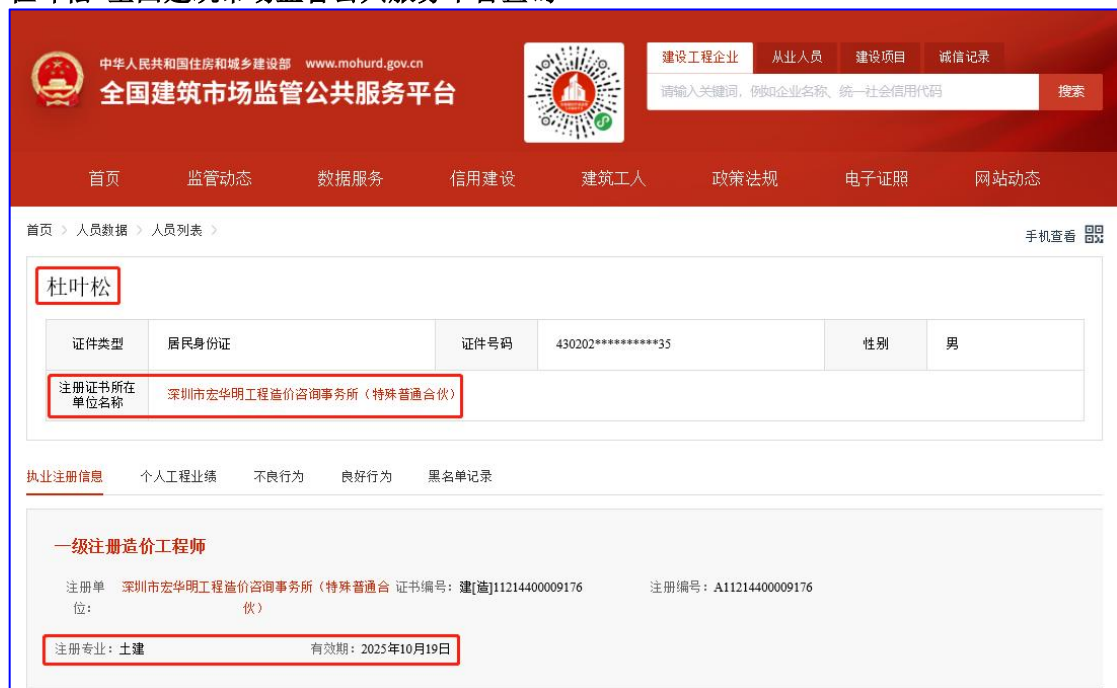 中华人民共和国住房和城乡建设部 www.mohurd.gov.cn
全国建筑市场监管公共服务平台
建设工程企业 从业人员 建设项目 诚信记录
请输入关键词，例如企业名称、统一社会信用代码 搜索
首页 监管动态 数据服务 信用建设 建筑工人 政策法规 电子证照 网站动态
首页 > 人员数据 > 人员列表 >
手机查看
杜叶松
证件类型 居民身份证 证件号码 430202**********35 性别 男
注册证书所在
单位名称
深圳市宏华明工程造价咨询事务所（特殊普通合伙）
执业注册信息 个人工程业绩 不良行为 良好行为 黑名单记录
一级注册造价工程师
注册单 深圳市宏华明工程造价咨询事务所（特殊普通合 证书编号：建[造]11214400009176 注册编号：A11214400009176
位： 伙）
注册专业：土建 有效期：2025年10月19日